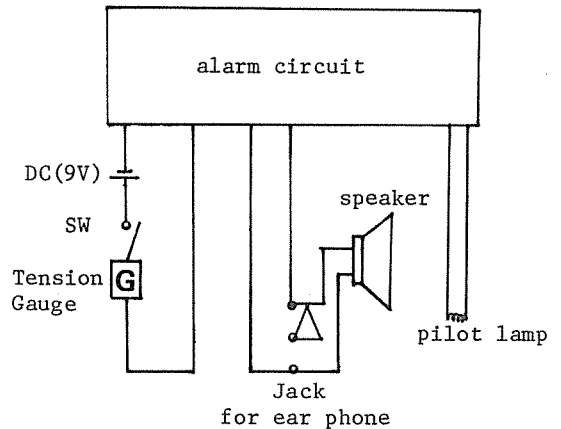 alarm circuit
DC(9V)
speaker
SW
Tension
Gauge
G
pilot lamp
Jack
for ear phone